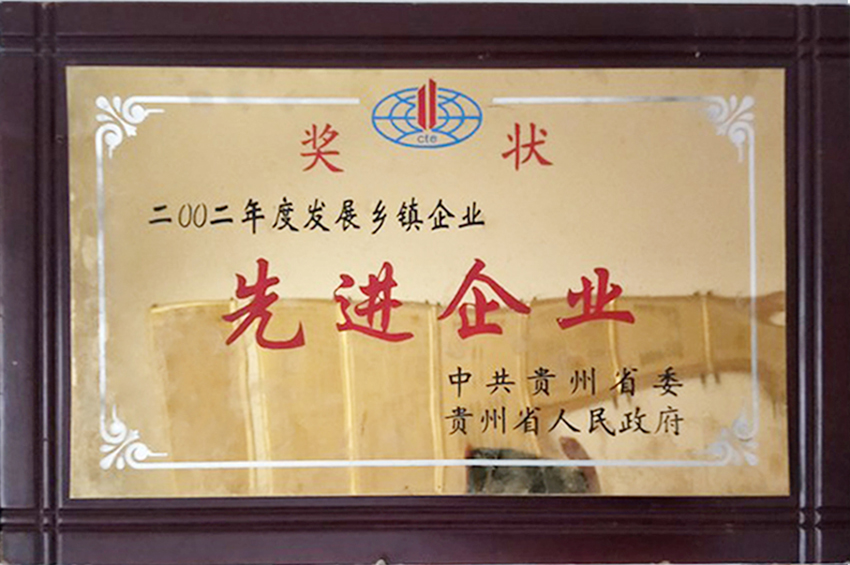 cte
奖 状
二00二年度发展乡镇企业
先进企业
中共贵州省委
贵州省人民政府